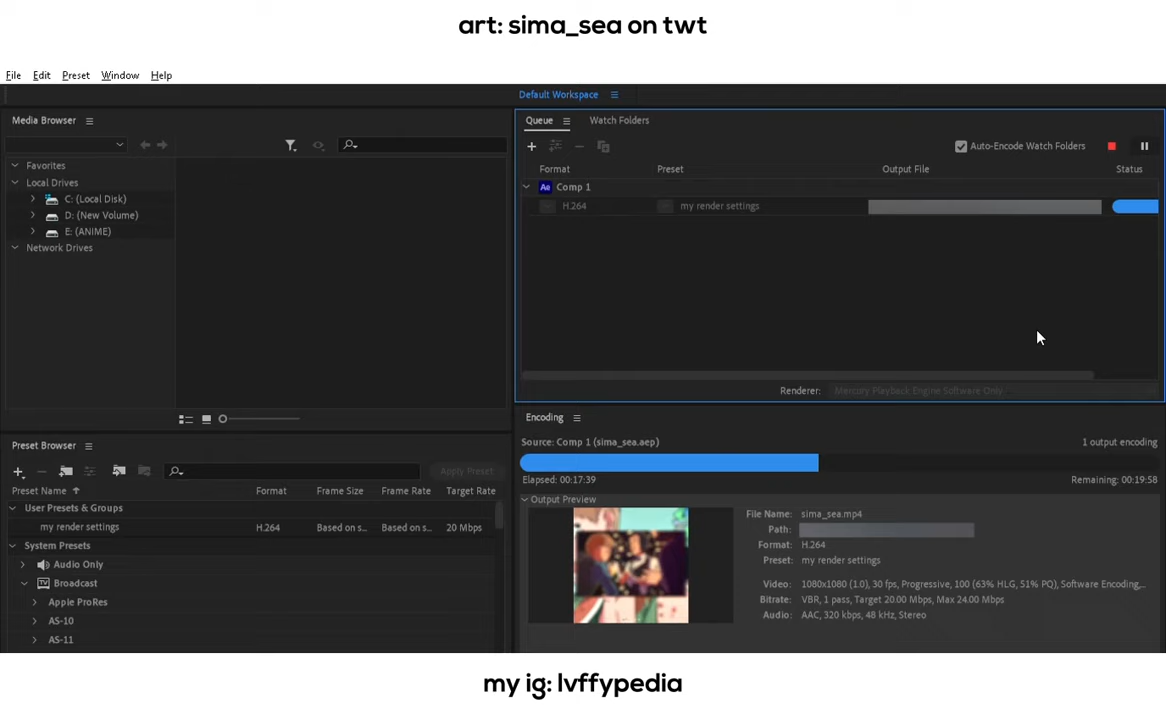 art: sima_sea on twt
File Edit Preset Window Help
Default Workspace
Media Browser
Favorites
Local Drives
C: (Local Disk)
D: (New Volume)
E: (ANIME)
Network Drives
Queue Watch Folders
Auto-Encode Watch Folders
Format Preset Output File Status
Ae Comp 1
H.264 my render settings
Renderer: Mercury Playback Engine Software Only
Preset Browser
Apply Preset
Preset Name Format Frame Size Frame Rate Target Rate
User Presets & Groups
my render settings H.264 Based on s... Based on s... 20 Mbps
System Presets
Audio Only
TV Broadcast
Apple ProRes
AS-10
AS-11
Encoding
Source: Comp 1 (sima_sea.aep) 1 output encoding
Elapsed: 00:17:39 Remaining: 00:19:58
Output Preview
File Name: sima_sea.mp4
Path:
Format: H.264
Preset: my render settings
Video: 1080x1080 (1.0), 30 fps, Progressive, 100 (63% HLG, 51% PQ), Software Encoding,...
Bitrate: VBR, 1 pass, Target 20.00 Mbps, Max 24.00 Mbps
Audio: AAC, 320 kbps, 48 kHz, Stereo
my ig: lvffypedia